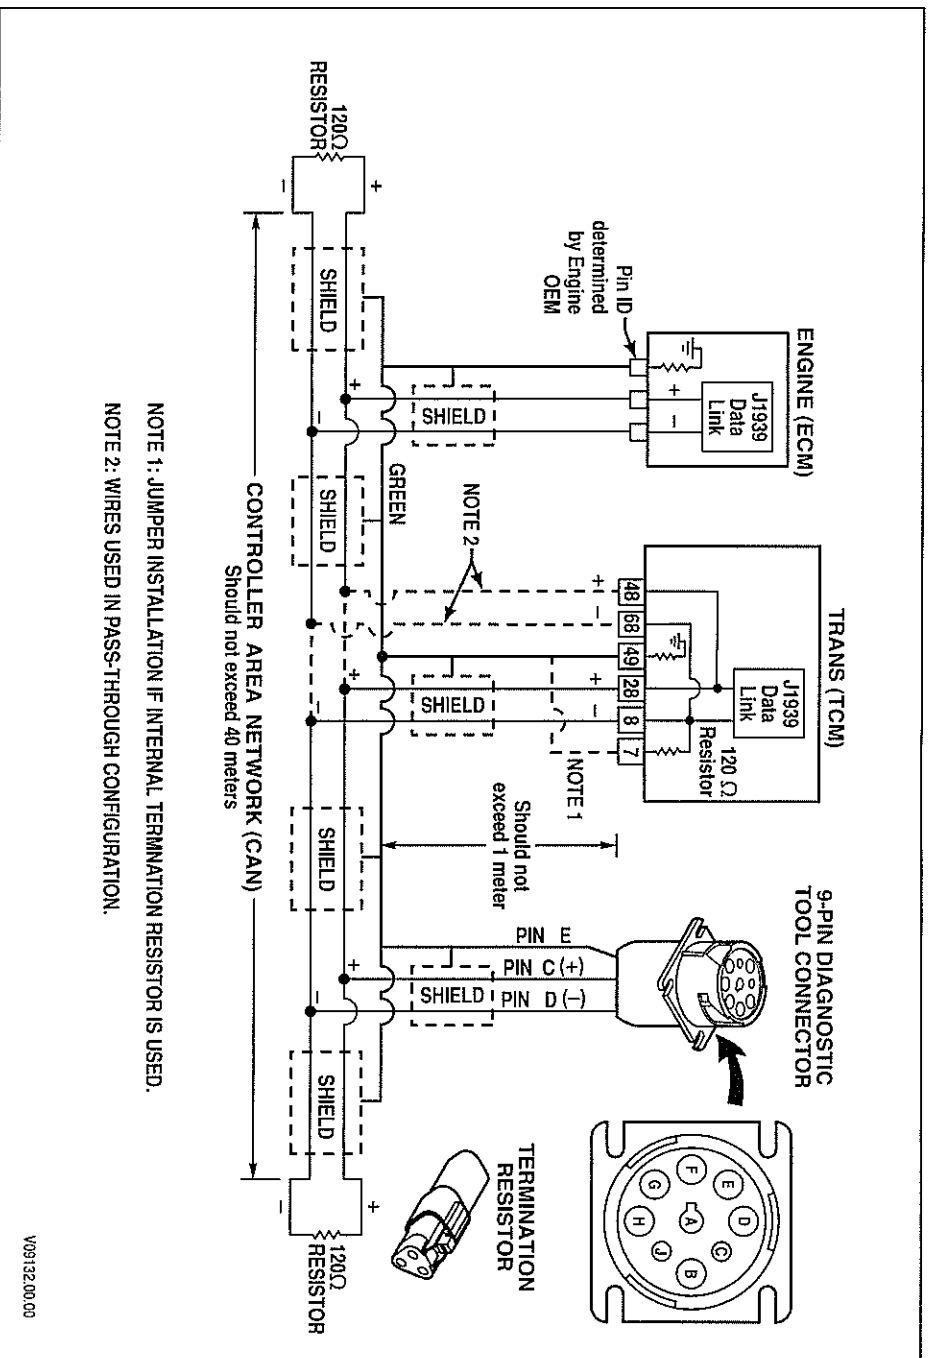 ENGINE (ECM)
J1939
Data
Link
+
−
Pin ID
determined
by Engine
OEM
TRANS (TCM)
J1939
Data
Link
120 Ω
Resistor
48
68
49
28
8
7
+
−
+
−
NOTE 1
NOTE 2
9-PIN DIAGNOSTIC
TOOL CONNECTOR
F
E
D
G
A
C
H
J
B
TERMINATION
RESISTOR
Should not
exceed 1 meter
PIN E
PIN C (+)
PIN D (−)
SHIELD
SHIELD
SHIELD
GREEN
120Ω
RESISTOR
+
−
SHIELD
+
−
SHIELD
+
−
SHIELD
+
−
SHIELD
+
−
120Ω
RESISTOR
CONTROLLER AREA NETWORK (CAN)
Should not exceed 40 meters
NOTE 1: JUMPER INSTALLATION IF INTERNAL TERMNATION RESISTOR IS USED.
NOTE 2: WIRES USED IN PASS-THROUGH CONFIGURATION.
V09132.00.00